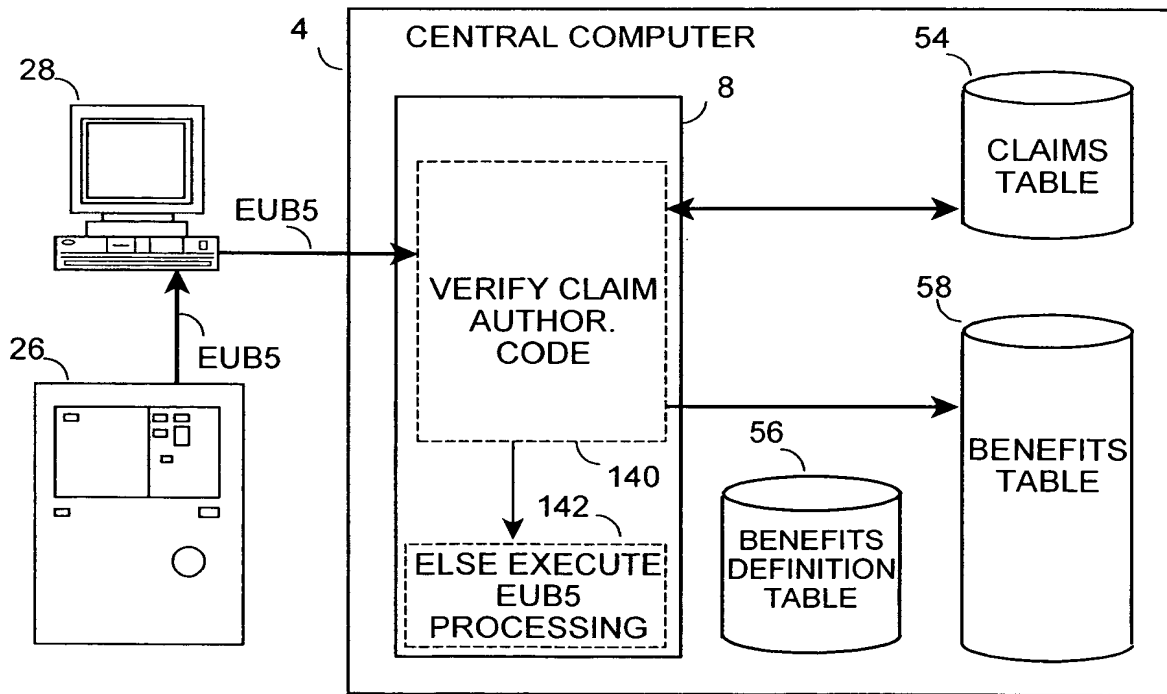 4
CENTRAL COMPUTER
54
28
8
CLAIMS
TABLE
EUB5
VERIFY CLAIM
AUTHOR.
CODE
58
EUB5
26
56
140
BENEFITS
TABLE
142
ELSE EXECUTE
EUB5
PROCESSING
BENEFITS
DEFINITION
TABLE